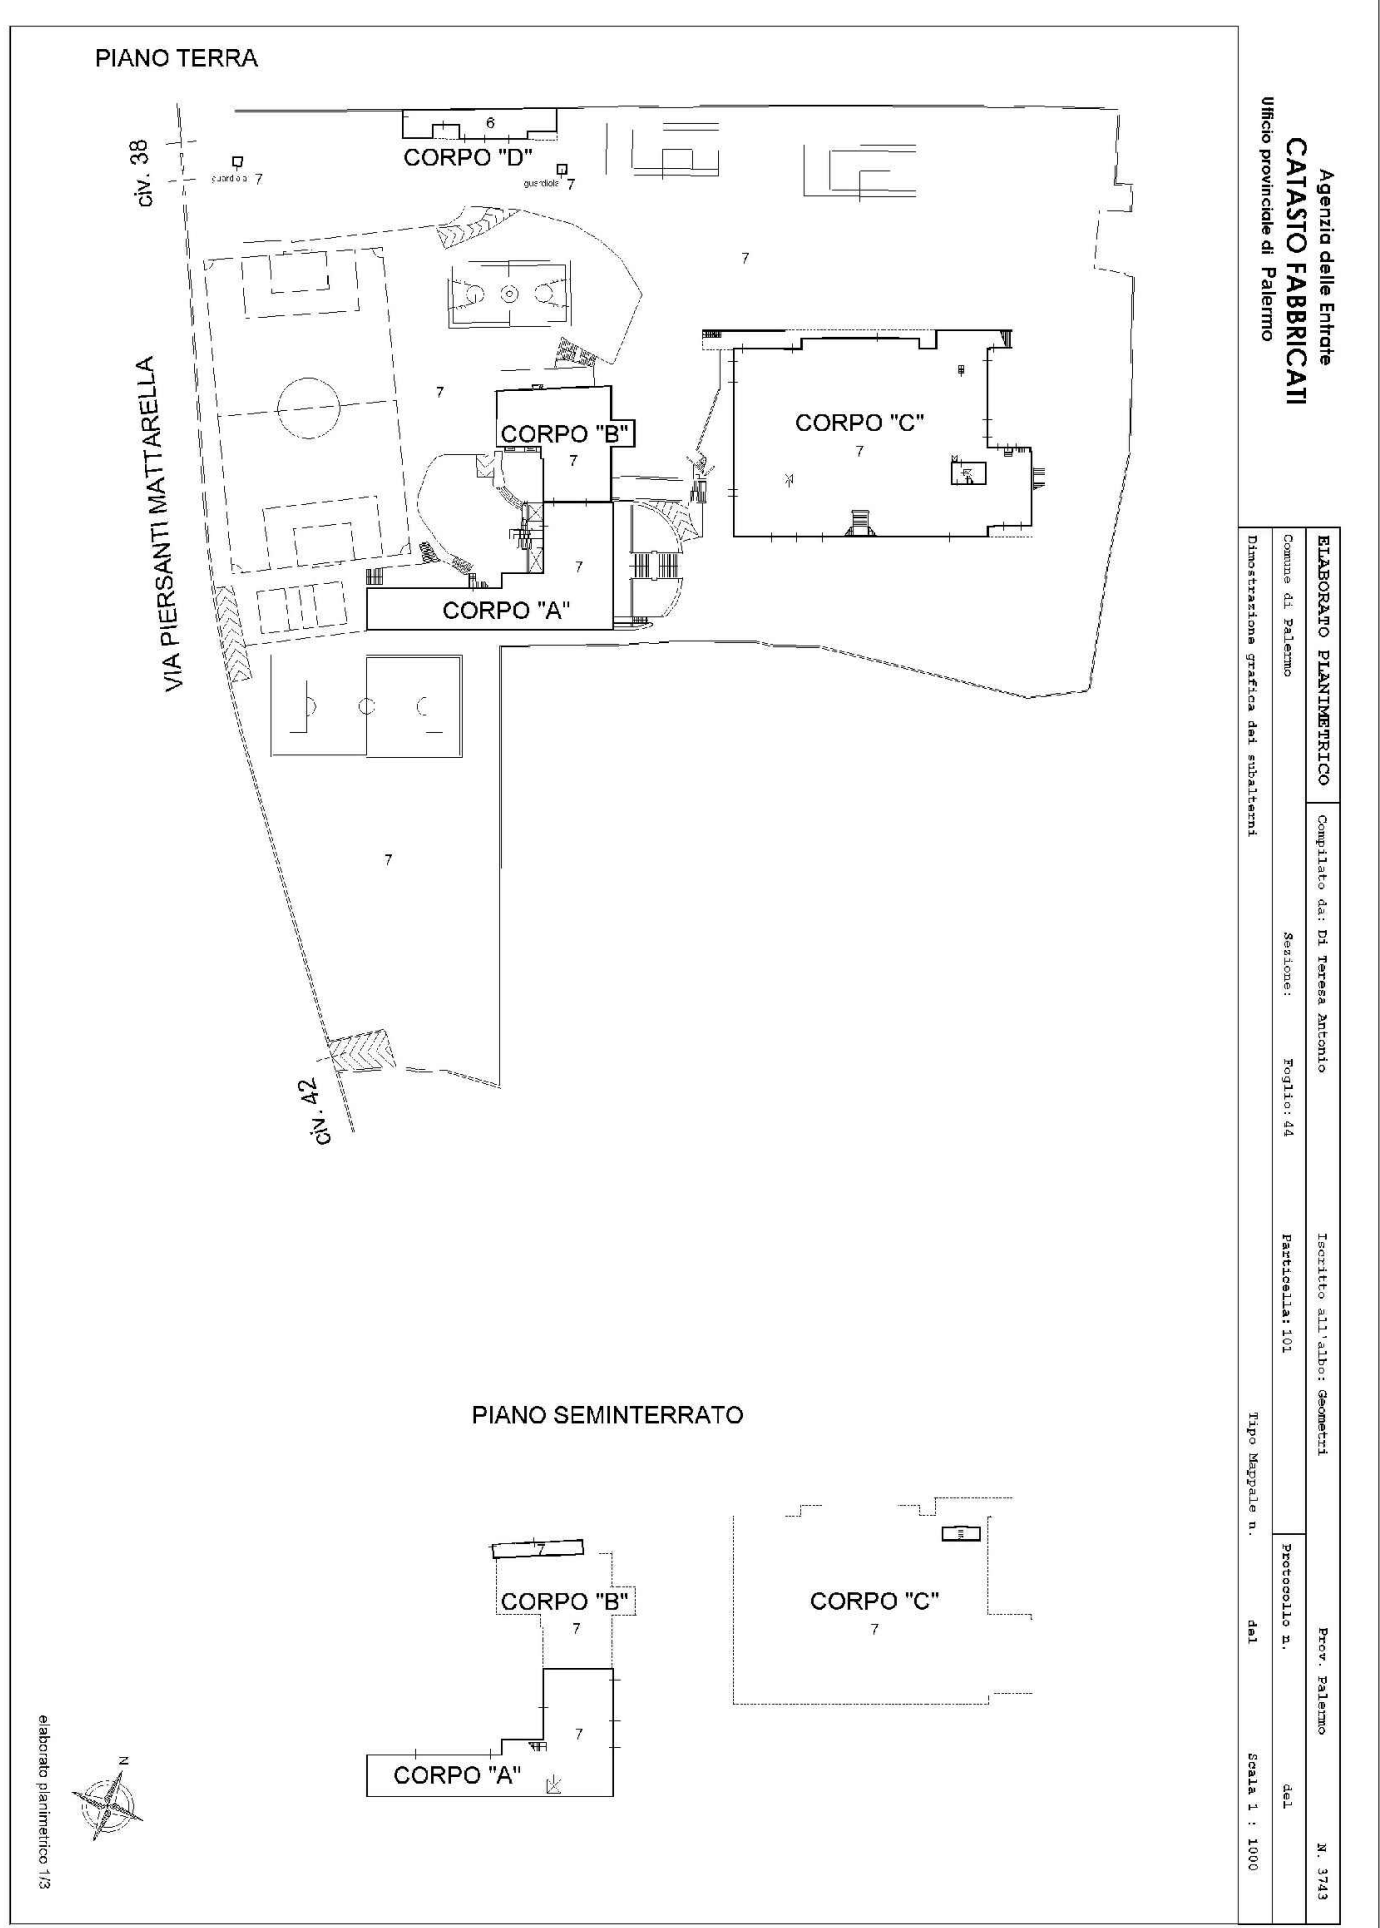 Agenzia delle Entrate
CATASTO FABBRICATI
Ufficio provinciale di Palermo
ELABORATO PLANIMETRICO
Compilato da: Di Teresa Antonio
Iscritto all'albo: Geometri
Prov. Palermo
N. 3743
Comune di Palermo
Sezione:
Foglio: 44
Particella: 101
Protocollo n.
del
Dimostrazione grafica dei subalterni
Tipo Mappale n.
del
Scala 1 : 1000
PIANO TERRA
civ. 38
guardiola 7
6
CORPO "D"
guardiola 7
7
VIA PIERSANTI MATTARELLA
7
CORPO "B"
7
CORPO "C"
7
7
CORPO "A"
7
civ. 42
PIANO SEMINTERRATO
7
CORPO "B"
7
CORPO "C"
7
7
CORPO "A"
N
elaborato planimetrico 1/3